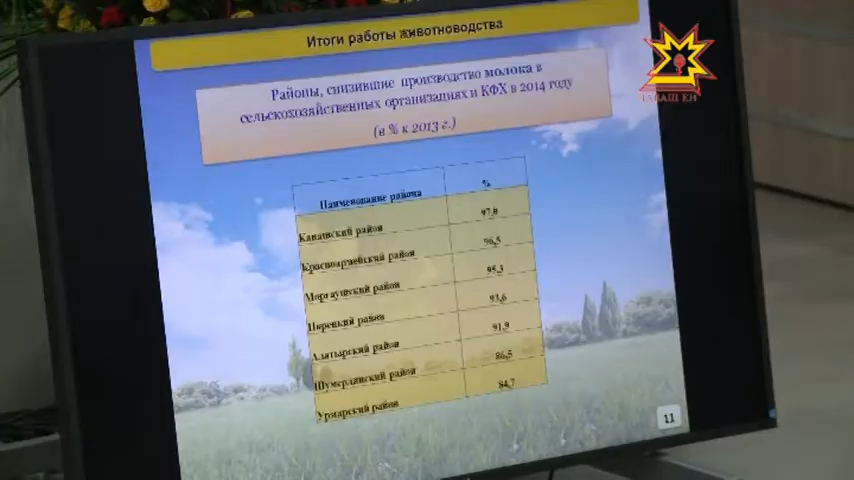 Итоги работы животноводства
Районы, снизившие производство молока в
сельскохозяйственных организациях и КФХ в 2014 году
(в % к 2013 г.)
Наименование района %
Канашский район 97,8
Красноармейский район 96,5
Моргаушский район 95,3
Порецкий район 93,6
Алатырский район 91,9
Шумерлинский район 86,5
Урмарский район 84,7
11